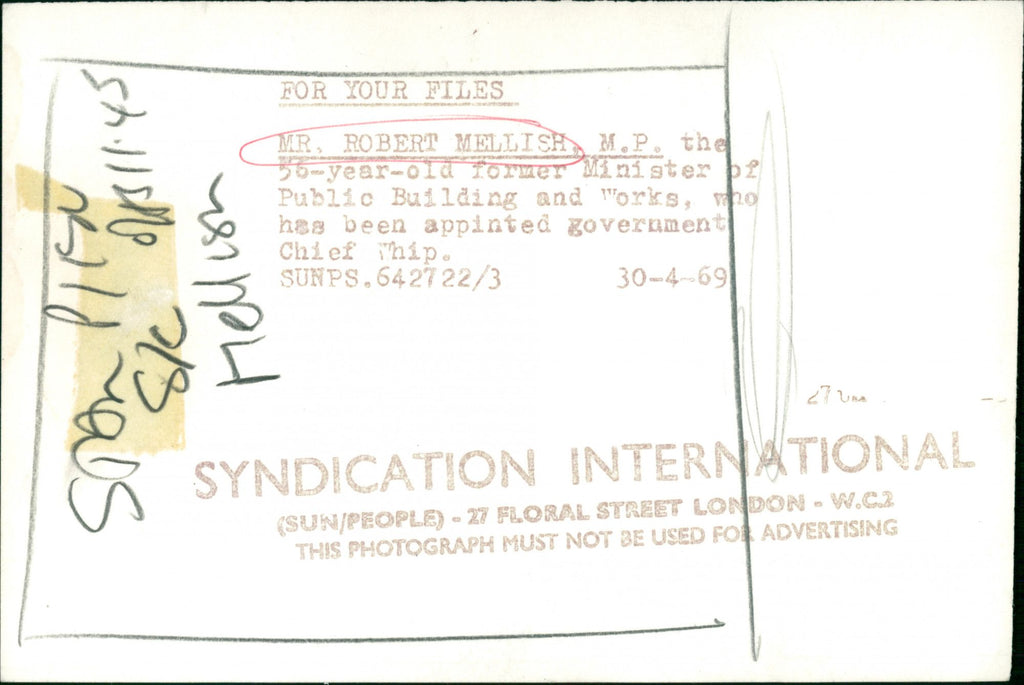 FOR YOUR FILES
MR. ROBERT MELLISH, M.P. the
56-year-old former Minister of
Public Building and Works, who
has been appinted government
Chief Whip.
SUNPS.642722/3 30-4-69
SYNDICATION INTERNATIONAL
(SUN/PEOPLE) - 27 FLORAL STREET LONDON - W.C.2
THIS PHOTOGRAPH MUST NOT BE USED FOR ADVERTISING
S/C
Mellish